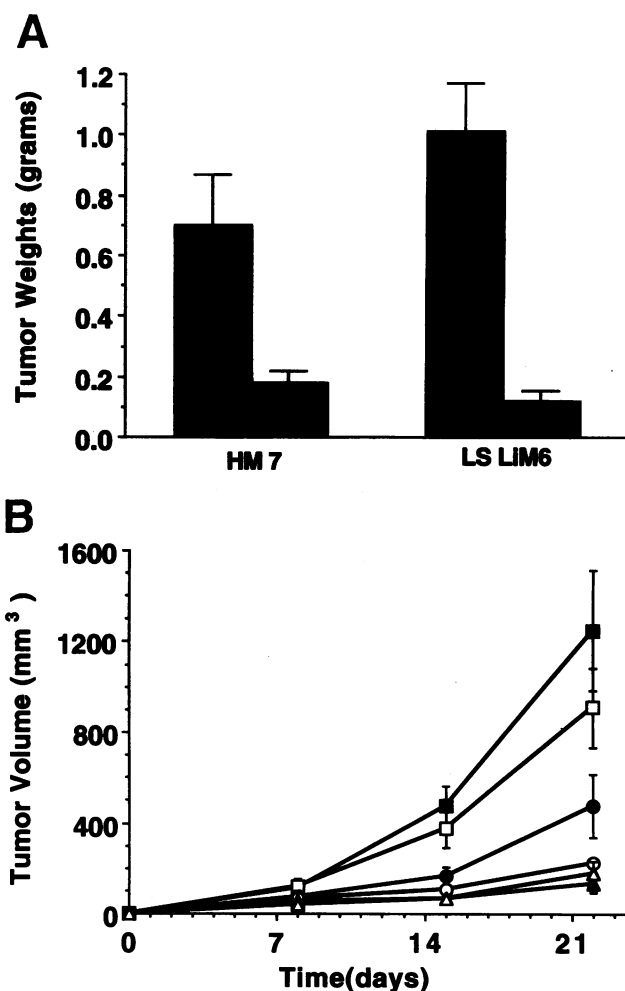 A
Tumor Weights (grams)
1.2
1.0
0.8
0.6
0.4
0.2
0.0
HM 7
LS LiM6
B
Tumor Volume (mm3)
1600
1200
800
400
0
0
7
14
21
Time(days)